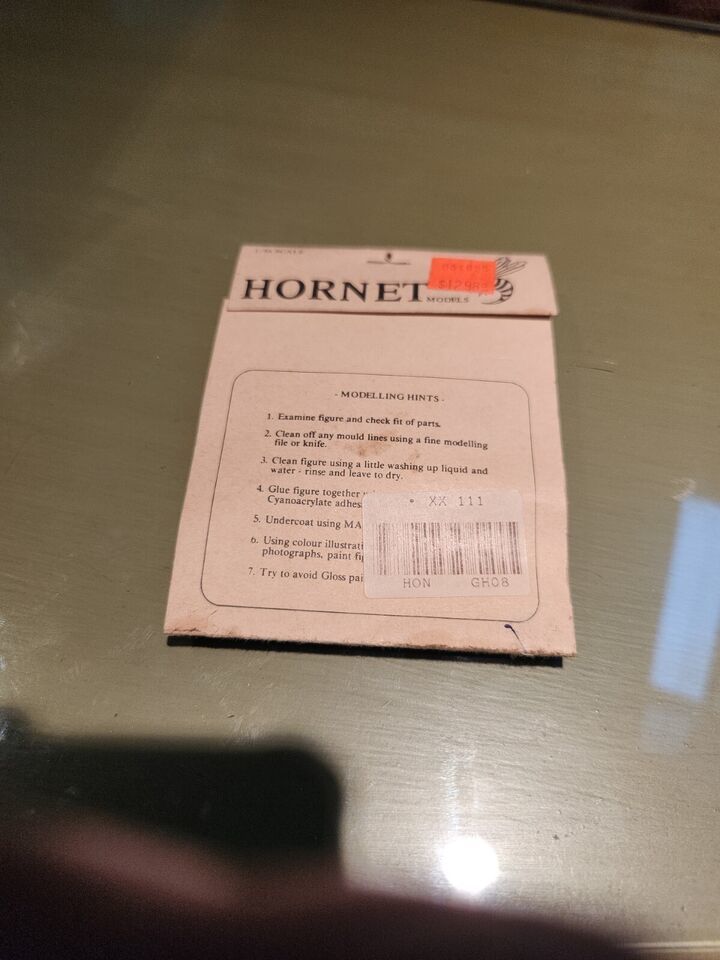 HORNET
MODELS
$12.98
- MODELLING HINTS -
1. Examine figure and check fit of parts.
2. Clean off any mould lines using a fine modelling
file or knife.
3. Clean figure using a little washing up liquid and
water - rinse and leave to dry.
4. Glue figure together
Cyanoacrylate adhes
5. Undercoat using MA
6. Using colour illustrati
photographs, paint fi
7. Try to avoid Gloss pai
XX 111
HON GH08